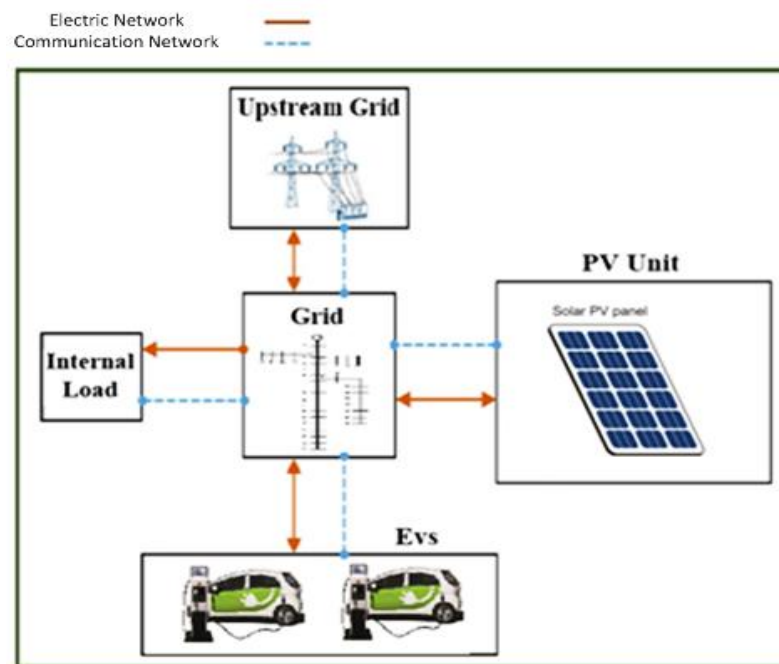 Electric Network
Communication Network
Upstream Grid
PV Unit
Solar PV panel
Grid
Internal
Load
Evs